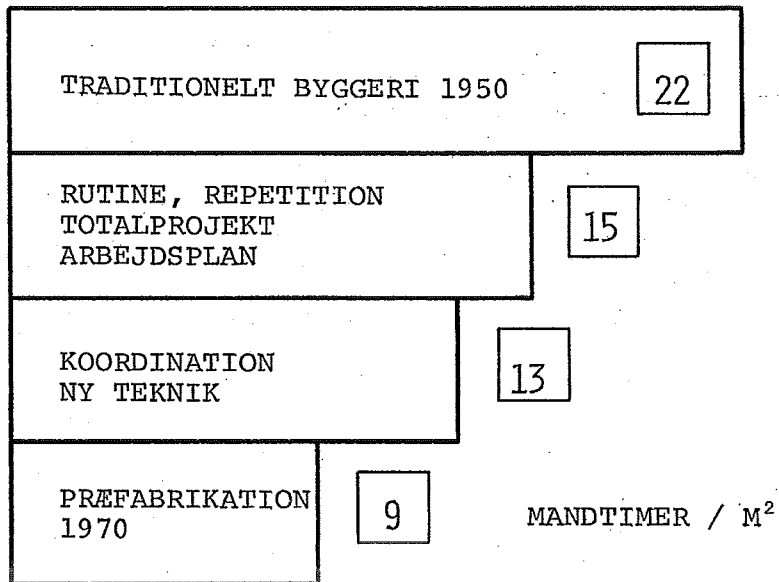 TRADITIONELT BYGGERI 1950
22
RUTINE, REPETITION
TOTALPROJEKT
ARBEJDSPLAN
15
KOORDINATION
NY TEKNIK
13
PRÆFABRIKATION
1970
9
MANDTIMER / M²